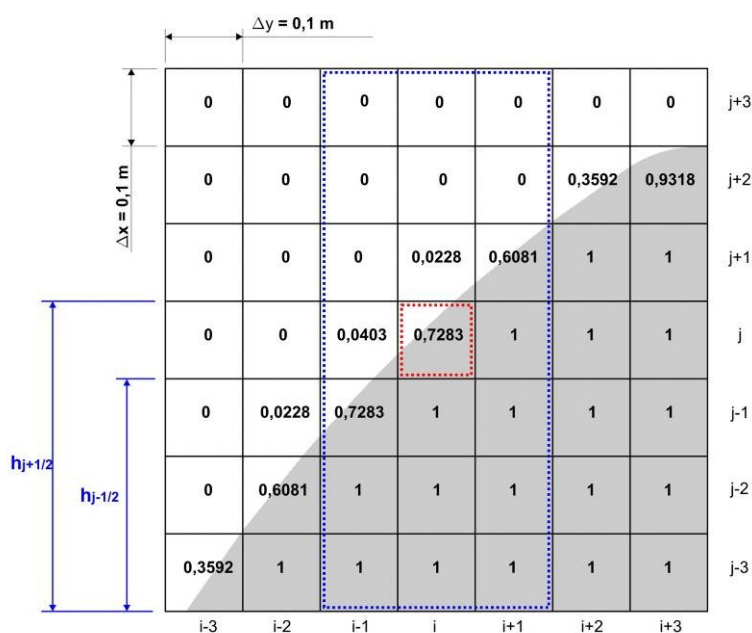 Δy = 0,1 m
Δx = 0,1 m
0 0 0 0 0 0 0 j+3
0 0 0 0 0 0,3592 0,9318 j+2
0 0 0 0,0228 0,6081 1 1 j+1
0 0 0,0403 0,7283 1 1 1 j
0 0,0228 0,7283 1 1 1 1 j-1
0 0,6081 1 1 1 1 1 j-2
0,3592 1 1 1 1 1 1 j-3
hj+1/2
hj-1/2
i-3 i-2 i-1 i i+1 i+2 i+3